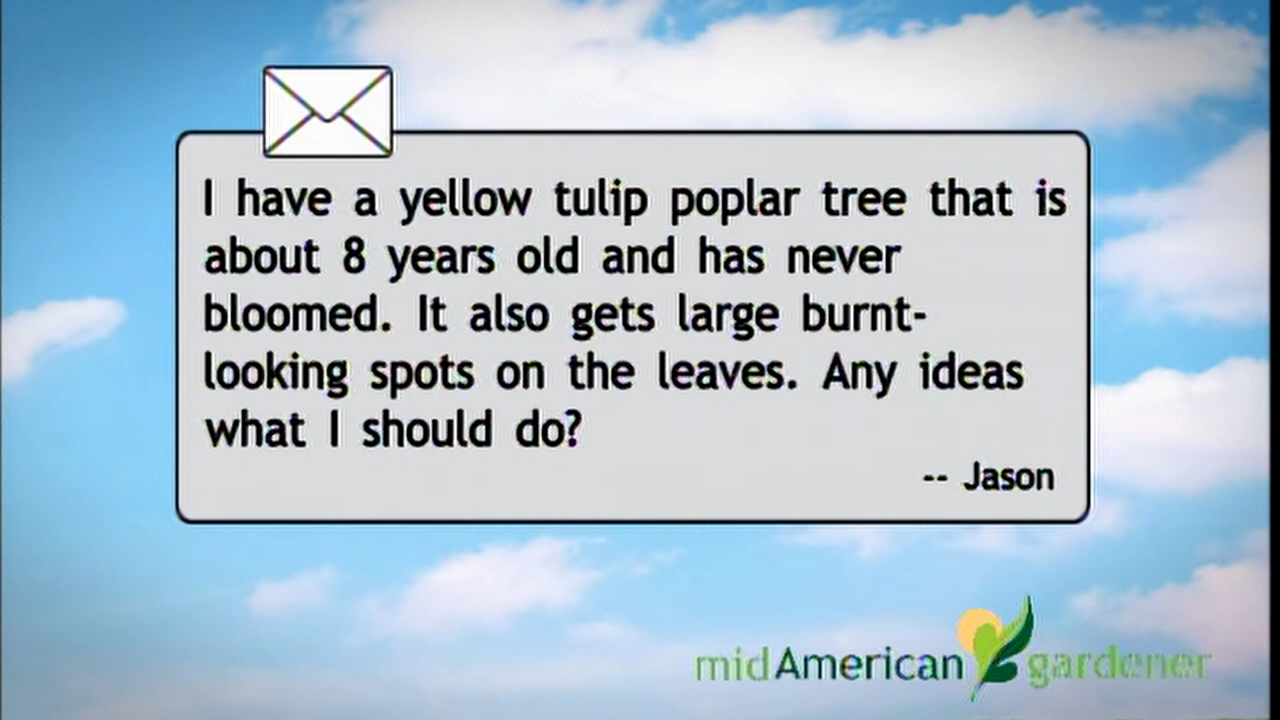 I have a yellow tulip poplar tree that is
about 8 years old and has never
bloomed. It also gets large burnt-
looking spots on the leaves. Any ideas
what I should do?
-- Jason
midAmerican gardener